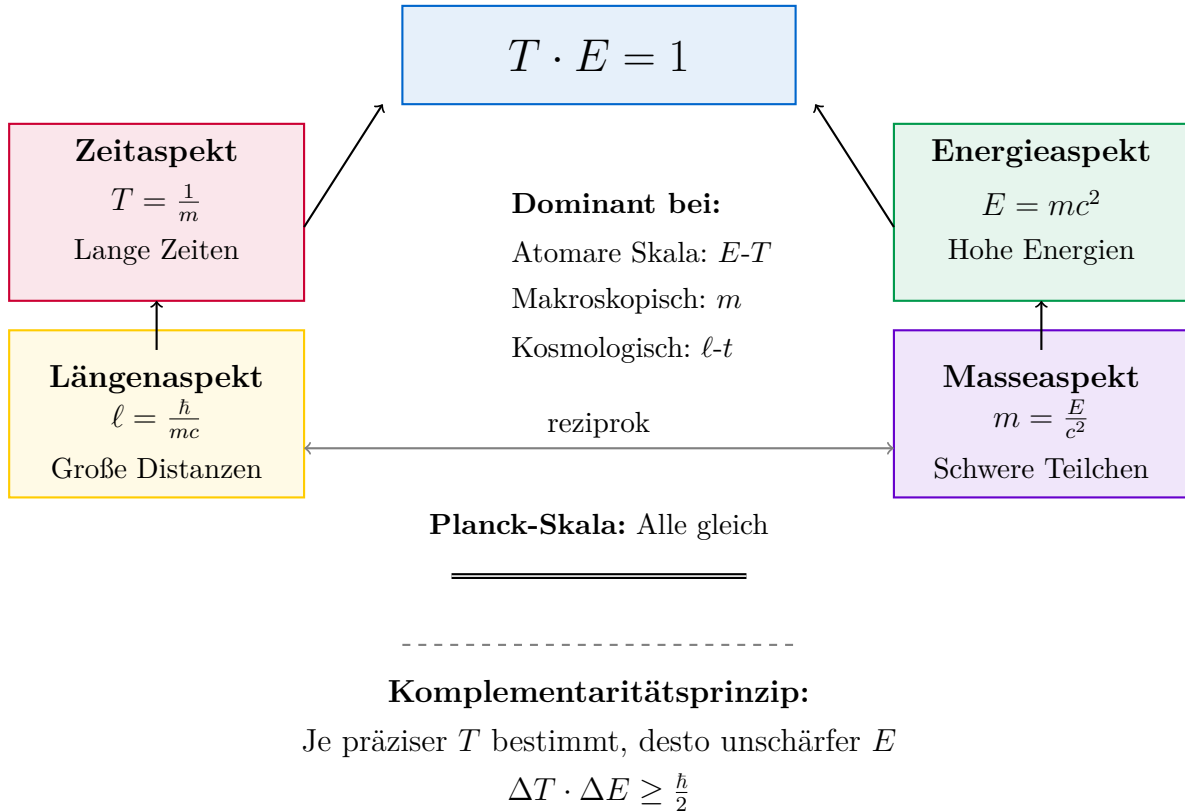 T · E = 1
Zeitaspekt
T = 1/m
Lange Zeiten
Energieaspekt
E = mc²
Hohe Energien
Dominant bei:
Atomare Skala: E-T
Makroskopisch: m
Kosmologisch: ℓ-t
Längenaspekt
ℓ = ℏ/mc
Große Distanzen
Masseaspekt
m = E/c²
Schwere Teilchen
reziprok
Planck-Skala: Alle gleich
Komplementaritätsprinzip:
Je präziser T bestimmt, desto unschärfer E
ΔT · ΔE ≥ ℏ/2